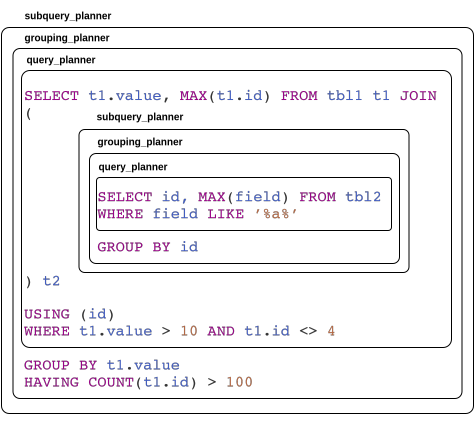 subquery_planner
grouping_planner
query_planner
SELECT t1.value, MAX(t1.id) FROM tbl1 t1 JOIN
(
subquery_planner
grouping_planner
query_planner
SELECT id, MAX(field) FROM tbl2
WHERE field LIKE '%a%'
GROUP BY id
) t2
USING (id)
WHERE t1.value > 10 AND t1.id <> 4
GROUP BY t1.value
HAVING COUNT(t1.id) > 100